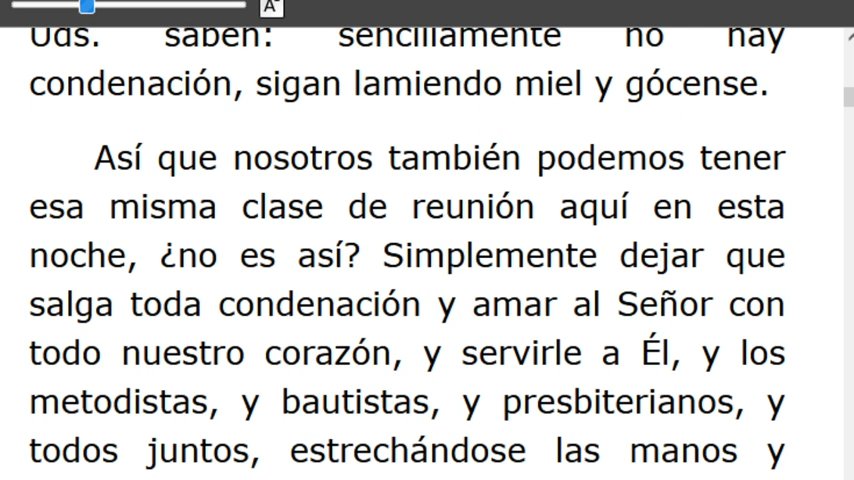 A
Uds. saben: sencillamente no hay
condenación, sigan lamiendo miel y gócense.
Así que nosotros también podemos tener
esa misma clase de reunión aquí en esta
noche, ¿no es así? Simplemente dejar que
salga toda condenación y amar al Señor con
todo nuestro corazón, y servirle a Él, y los
metodistas, y bautistas, y presbiterianos, y
todos juntos, estrechándose las manos y